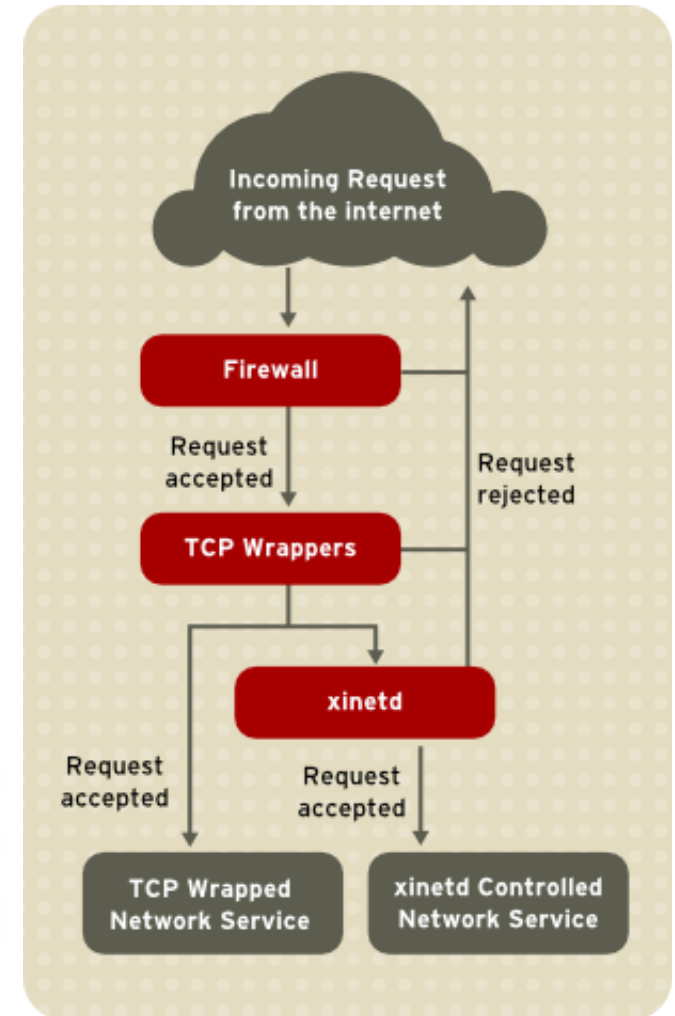 Incoming Request
from the internet
Firewall
Request
accepted
Request
rejected
TCP Wrappers
xinetd
Request
accepted
Request
accepted
TCP Wrapped
Network Service
xinetd Controlled
Network Service